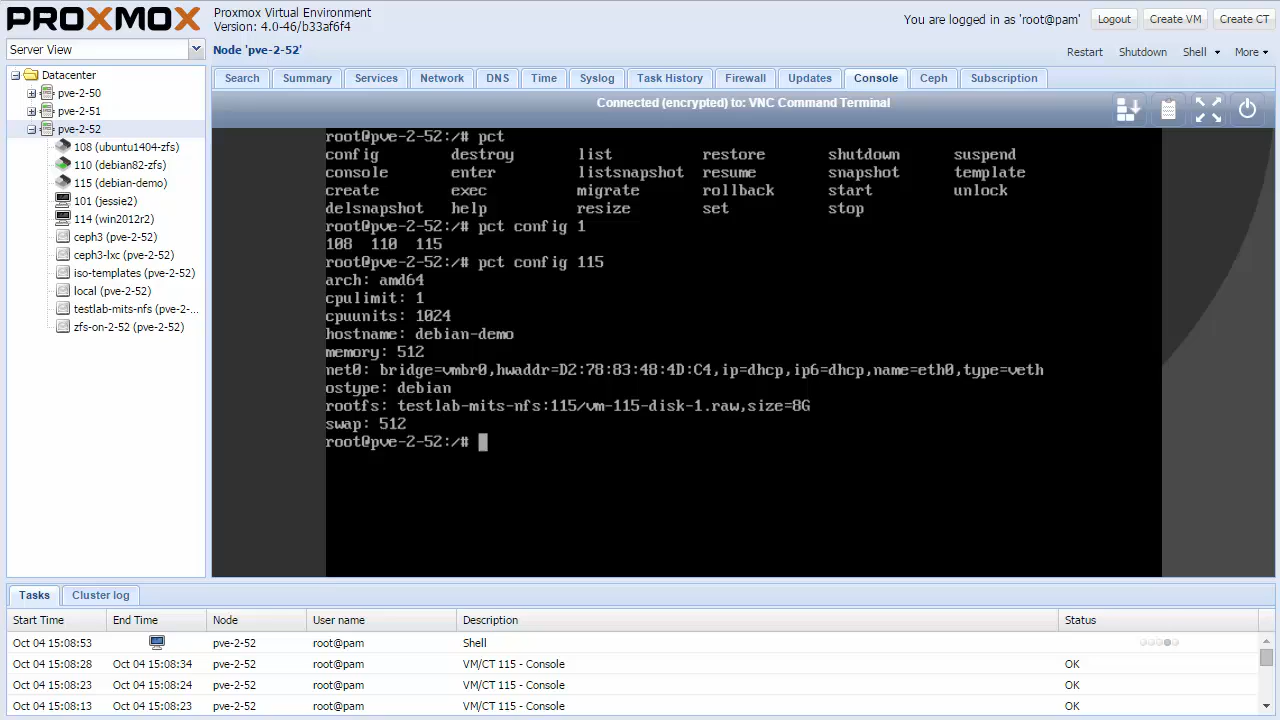 PROXMOX
Proxmox Virtual Environment
Version: 4.0-46/b33af6f4
You are logged in as 'root@pam'
Logout
Create VM
Create CT
Server View
Node 'pve-2-52'
Restart
Shutdown
Shell
More
Search
Summary
Services
Network
DNS
Time
Syslog
Task History
Firewall
Updates
Console
Ceph
Subscription
Datacenter
pve-2-50
pve-2-51
pve-2-52
108 (ubuntu1404-zfs)
110 (debian82-zfs)
115 (debian-demo)
101 (jessie2)
114 (win2012r2)
ceph3 (pve-2-52)
ceph3-lxc (pve-2-52)
iso-templates (pve-2-52)
local (pve-2-52)
testlab-mits-nfs (pve-2-...
zfs-on-2-52 (pve-2-52)
Connected (encrypted) to: VNC Command Terminal
root@pve-2-52:/# pct
config destroy list restore shutdown suspend
console enter listsnapshot resume snapshot template
create exec migrate rollback start unlock
delsnapshot help resize set stop
root@pve-2-52:/# pct config 1
108 110 115
root@pve-2-52:/# pct config 115
arch: amd64
cpulimit: 1
cpuunits: 1024
hostname: debian-demo
memory: 512
net0: bridge=vmbr0,hwaddr=D2:78:83:48:4D:C4,ip=dhcp,ip6=dhcp,name=eth0,type=veth
ostype: debian
rootfs: testlab-mits-nfs:115/vm-115-disk-1.raw,size=8G
swap: 512
root@pve-2-52:/#
Tasks
Cluster log
Start Time End Time Node User name Description Status
Oct 04 15:08:53 pve-2-52 root@pam Shell
Oct 04 15:08:28 Oct 04 15:08:34 pve-2-52 root@pam VM/CT 115 - Console OK
Oct 04 15:08:23 Oct 04 15:08:24 pve-2-52 root@pam VM/CT 115 - Console OK
Oct 04 15:08:13 Oct 04 15:08:23 pve-2-52 root@pam VM/CT 115 - Console OK